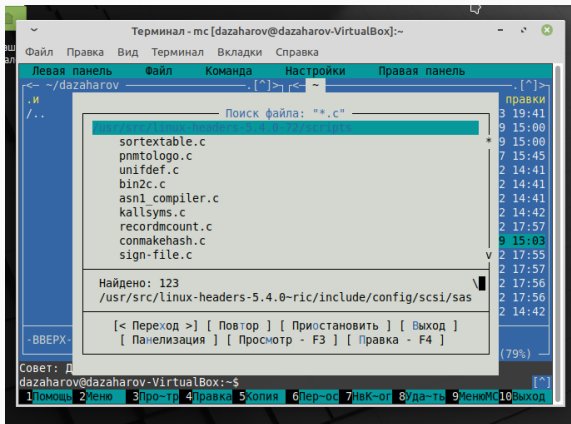 Терминал - mc [dazaharov@dazaharov-VirtualBox]:~
Файл Правка Вид Терминал Вкладки Справка
Левая панель Файл Команда Настройки Правая панель
<— ~/dazaharov .[^]> <— ~ .[^]>
.и правки
/.. 3 19:41
Поиск файла: "*.c"
/usr/src/linux-headers-5.4.0-72/scripts 9 15:00
sortextable.c * 9 15:00
pnmtologo.c 7 15:45
unifdef.c 2 14:41
bin2c.c 2 14:41
asn1_compiler.c 2 14:41
kallsyms.c 2 14:42
recordmcount.c 2 17:57
conmakehash.c 9 15:03
sign-file.c v 2 17:55
2 17:57
Найдено: 123 \ 2 17:56
/usr/src/linux-headers-5.4.0~ric/include/config/scsi/sas 2 17:56
2 14:42
[< Переход >] [ Повтор ] [ Приостановить ] [ Выход ]
-ВВЕРХ- [ Панелизация ] [ Просмотр - F3 ] [ Правка - F4 ]
(79%)
Совет: Д
dazaharov@dazaharov-VirtualBox:~$ [^]
1Помощь 2Меню 3Про~тр 4Правка 5Копия 6Пер~ос 7НвК~ог 8Уда~ть 9МенюМС 10Выход